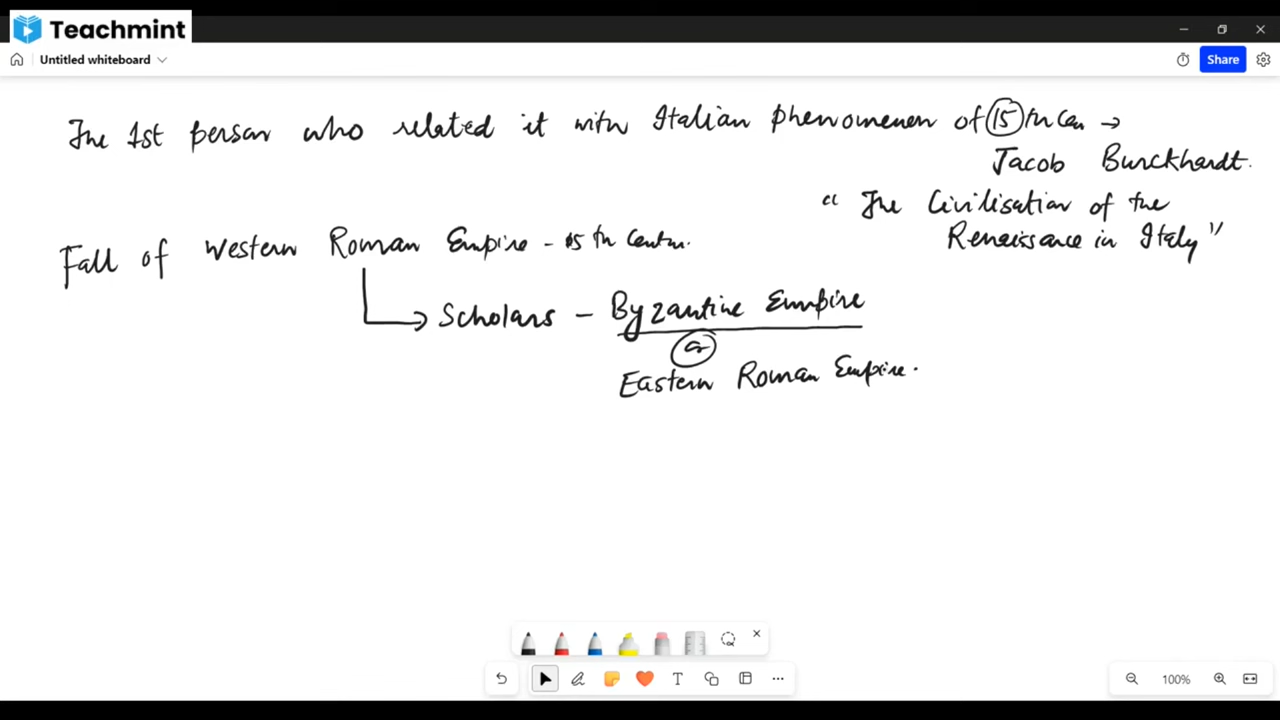 Teachmint
Untitled whiteboard
Share
The 1st person who related it with Italian phenomenon of 15th Cen →
Jacob Burckhardt.
"The Civilisation of the
Renaissance in Italy"
Fall of Western Roman Empire - 05th Centu.
Scholars - Byzantine Empire
or
Eastern Roman Empire.
100%